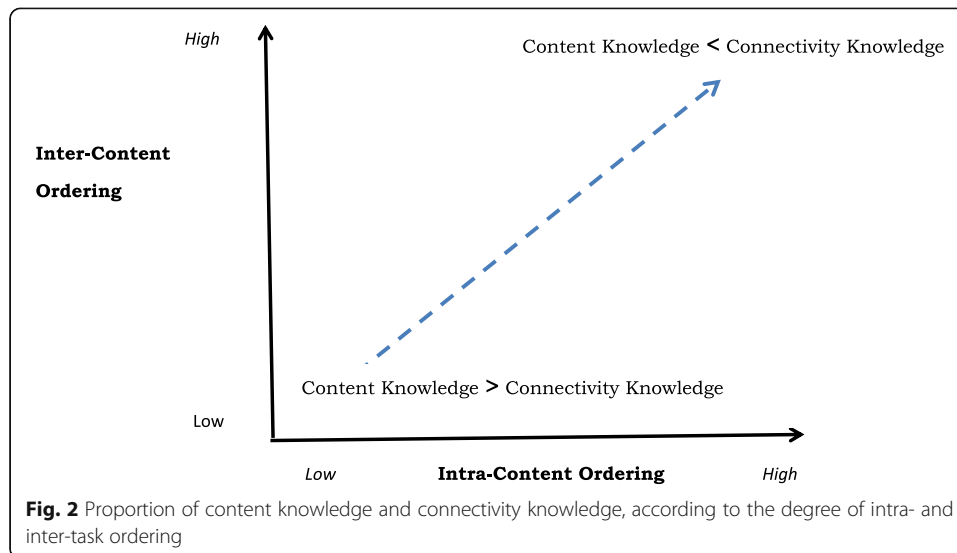 High
Content Knowledge < Connectivity Knowledge
Inter-Content
Ordering
Content Knowledge > Connectivity Knowledge
Low
Low Intra-Content Ordering High
Fig. 2 Proportion of content knowledge and connectivity knowledge, according to the degree of intra- and
inter-task ordering